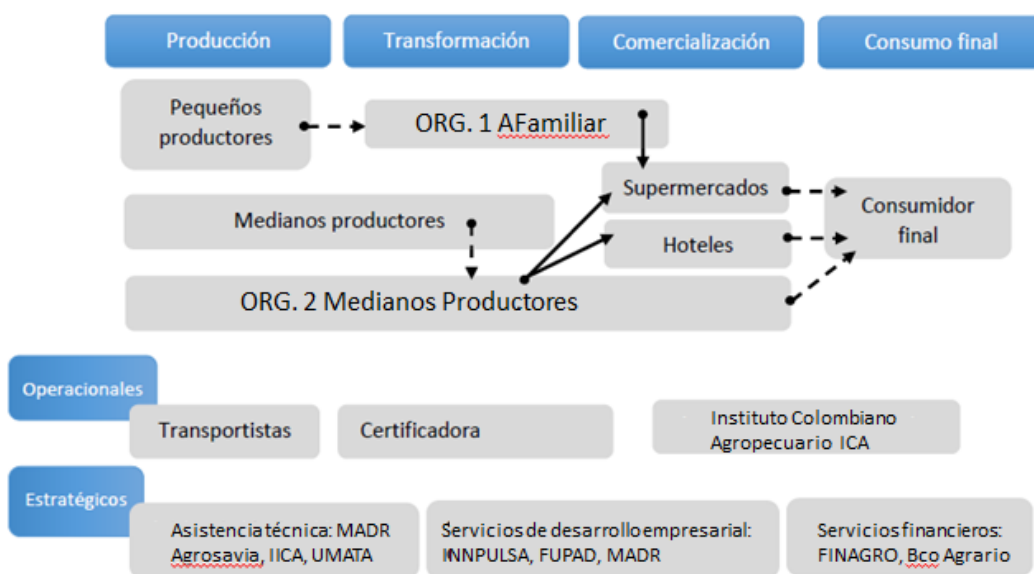 Producción
Transformación
Comercialización
Consumo final
Pequeños
productores
ORG. 1 AFamiliar
Supermercados
Consumidor
final
Medianos productores
Hoteles
ORG. 2 Medianos Productores
Operacionales
Transportistas
Certificadora
Instituto Colombiano
Agropecuario ICA
Estratégicos
Asistencia técnica: MADR
Agrosavia, IICA, UMATA
Servicios de desarrollo empresarial:
INNPULSA, FUPAD, MADR
Servicios financieros:
FINAGRO, Bco Agrario